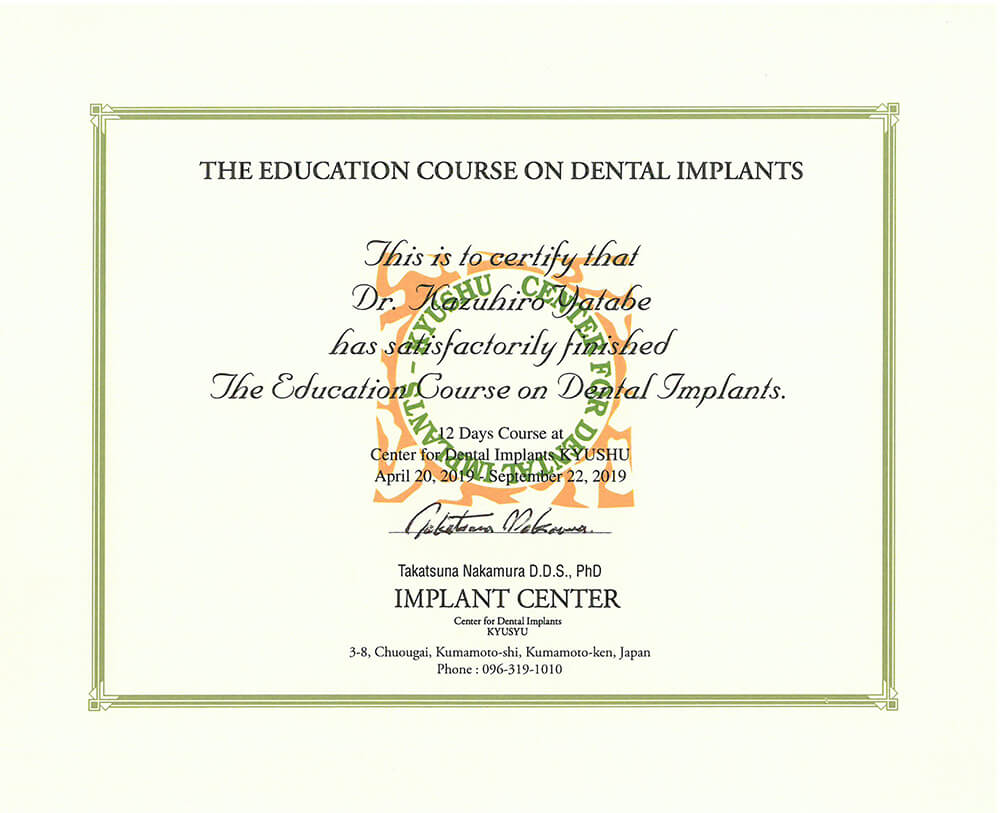 THE EDUCATION COURSE ON DENTAL IMPLANTS
This is to certify that
Dr. Kazuhiro Yatabe
has satisfactorily finished
The Education Course on Dental Implants.
KYUSHU CENTER FOR DENTAL IMPLANTS -
12 Days Course at
Center for Dental Implants KYUSHU
April 20, 2019 - September 22, 2019
Takatsuna Nakamura
Takatsuna Nakamura D.D.S., PhD
IMPLANT CENTER
Center for Dental Implants
KYUSYU
3-8, Chuougai, Kumamoto-shi, Kumamoto-ken, Japan
Phone : 096-319-1010